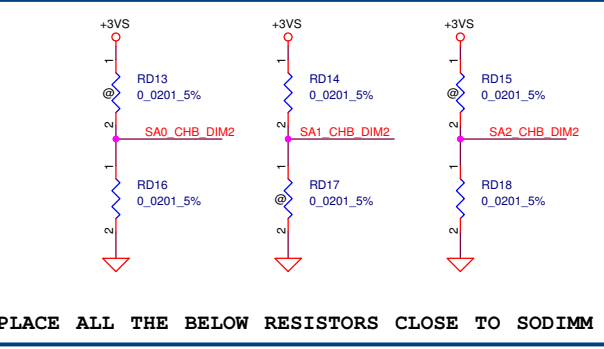 +3VS +3VS +3VS
1 1 1
RD13 RD14 RD15
@ 0_0201_5% 0_0201_5% @ 0_0201_5%
2 2 2
SA0_CHB_DIM2 SA1_CHB_DIM2 SA2_CHB_DIM2
1 1 1
RD16 RD17 RD18
0_0201_5% @ 0_0201_5% 0_0201_5%
2 2 2
PLACE ALL THE BELOW RESISTORS CLOSE TO SODIMM